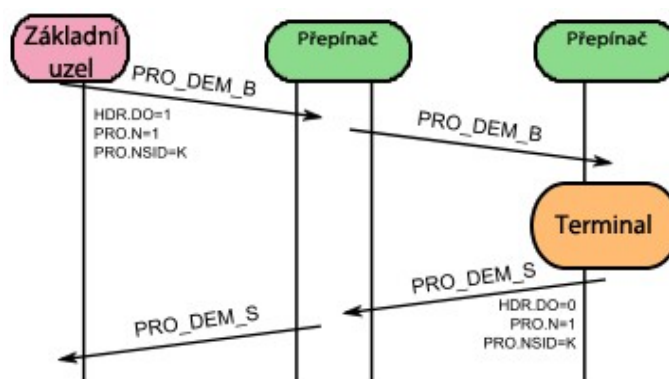 Základní
uzel
Přepínač
Přepínač
PRO_DEM_B
HDR.DO=1
PRO.N=1
PRO.NSID=K
PRO_DEM_B
Terminal
PRO_DEM_S
HDR.DO=0
PRO.N=1
PRO.NSID=K
PRO_DEM_S